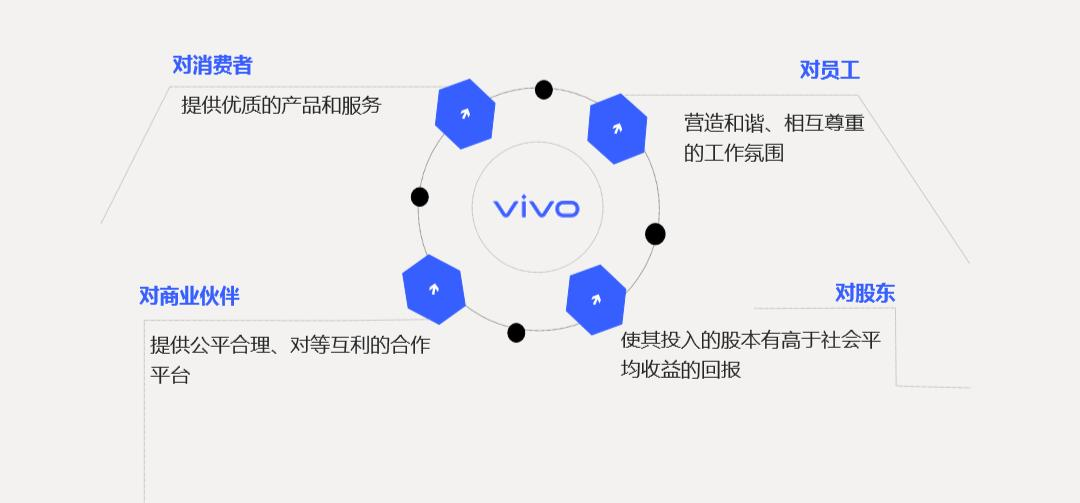 对消费者
提供优质的产品和服务
对员工
营造和谐、相互尊重
的工作氛围
vivo
对商业伙伴
提供公平合理、对等互利的合作
平台
对股东
使其投入的股本有高于社会平
均收益的回报